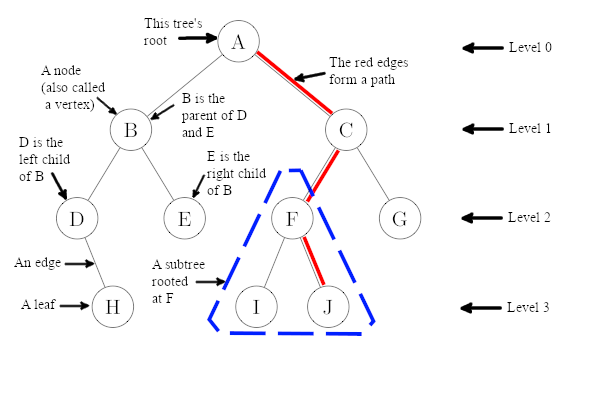 This tree's
root
A
Level 0
The red edges
form a path
A node
(also called
a vertex)
B is the
parent of D
and E
B
C
Level 1
D is the
left child
of B
E is the
right child
of B
D
E
F
G
Level 2
An edge
A subtree
rooted
at F
A leaf
H
I
J
Level 3